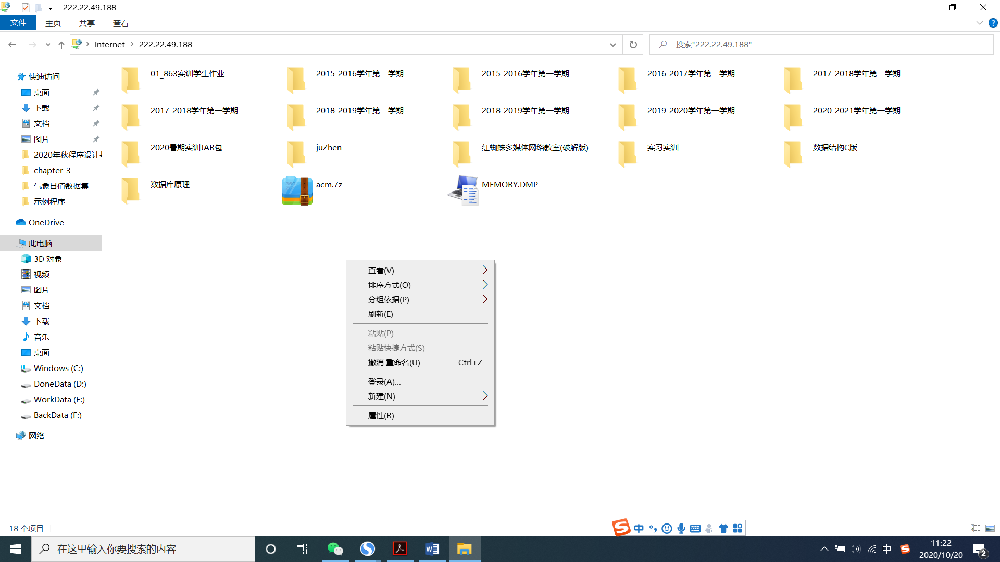 222.22.49.188
文件 主页 共享 查看
Internet 222.22.49.188 搜索"222.22.49.188"
快速访问
桌面
下载
文档
图片
2020年秋程序设计
chapter-3
气象日值数据集
示例程序
OneDrive
此电脑
3D 对象
视频
图片
文档
下载
音乐
桌面
Windows (C:)
DoneData (D:)
WorkData (E:)
BackData (F:)
网络
01_863实训学生作业 2015-2016学年第二学期 2015-2016学年第一学期 2016-2017学年第二学期 2017-2018学年第二学期
2017-2018学年第一学期 2018-2019学年第二学期 2018-2019学年第一学期 2019-2020学年第一学期 2020-2021学年第一学期
2020暑期实训JAR包 juZhen 红蜘蛛多媒体网络教室(破解版) 实习实训 数据结构C版
数据库原理 acm.7z MEMORY.DMP
查看(V)
排序方式(O)
分组依据(P)
刷新(E)
粘贴(P)
粘贴快捷方式(S)
撤消 重命名(U) Ctrl+Z
登录(A)...
新建(N)
属性(R)
18 个项目
中
在这里输入你要搜索的内容
中
11:22
2020/10/20
2